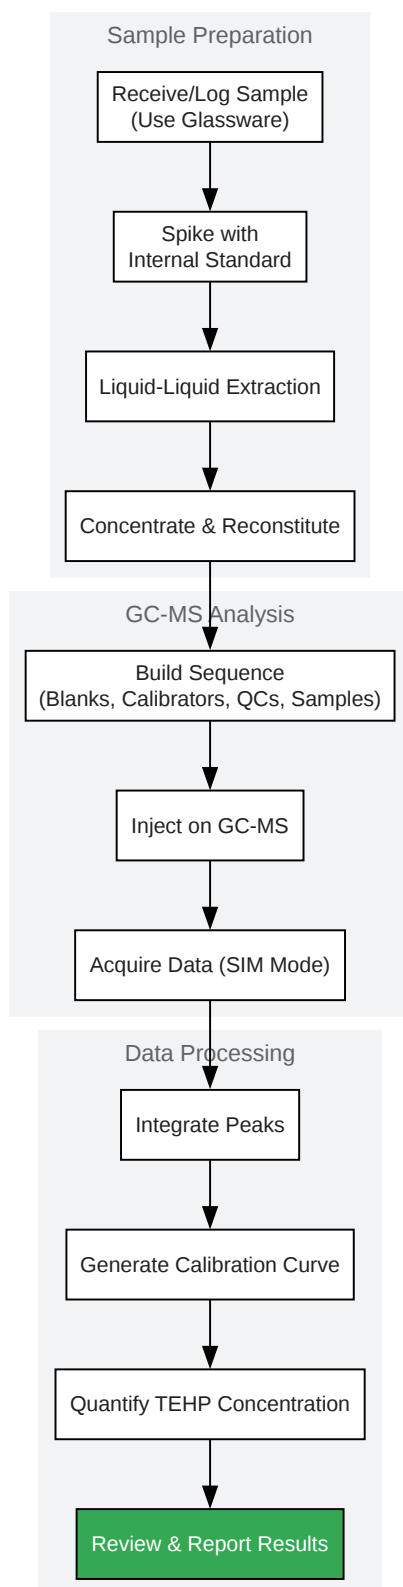 Sample Preparation
Receive/Log Sample
(Use Glassware)
Spike with
Internal Standard
Liquid-Liquid Extraction
Concentrate & Reconstitute
GC-MS Analysis
Build Sequence
(Blanks, Calibrators, QCs, Samples)
Inject on GC-MS
Acquire Data (SIM Mode)
Data Processing
Integrate Peaks
Generate Calibration Curve
Quantify TEHP Concentration
Review & Report Results